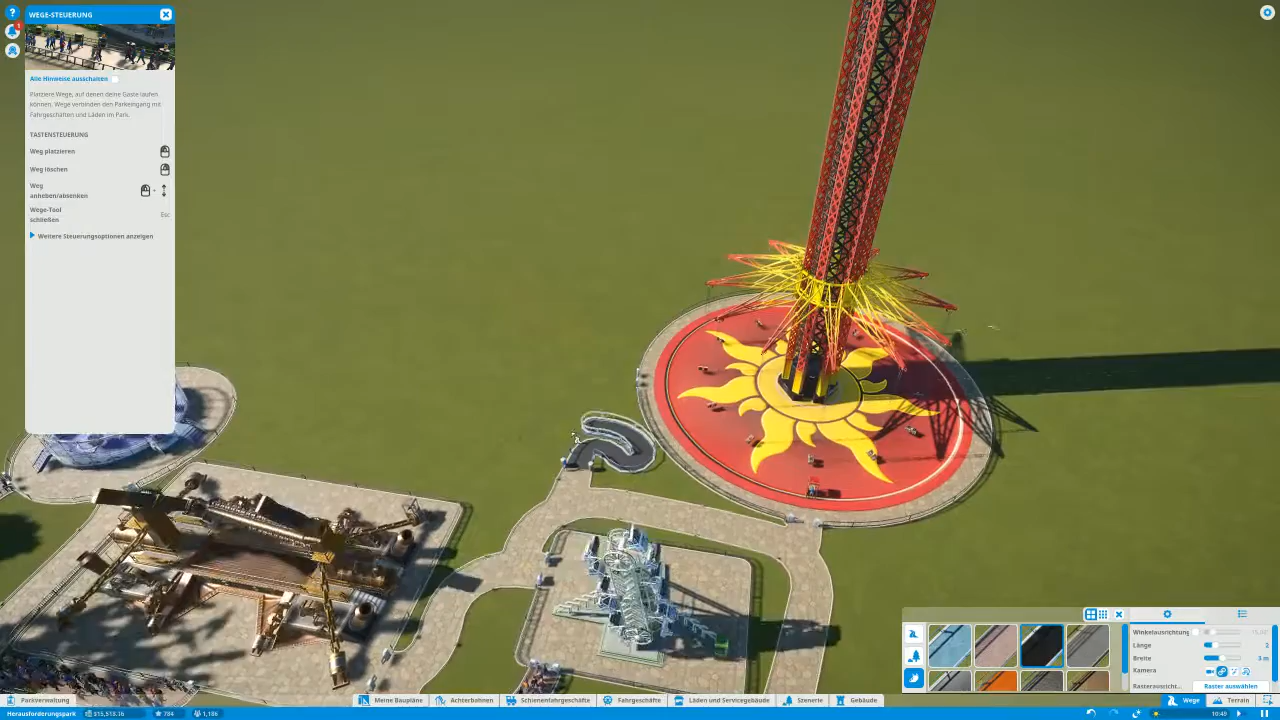 WEGE-STEUERUNG
Alle Hinweise ausschalten
Platziere Wege, auf denen deine Gäste laufen
können. Wege verbinden den Parkeingang mit
Fahrgeschäften und Läden im Park.
TASTENSTEUERUNG
Weg platzieren
Weg löschen
Weg
anheben/absenken
Wege-Tool
schließen
Esc
Weitere Steuerungsoptionen anzeigen
Winkelausrichtung
Länge
Breite
3 m
Kamera
Rasterausricht...
Raster auswählen
Parkverwaltung
Meine Baupläne
Achterbahnen
Schienenfahrgeschäfte
Fahrgeschäfte
Läden und Servicegebäude
Szenerie
Gebäude
Wege
Terrain
Herausforderungspark
784
1,186
10:49